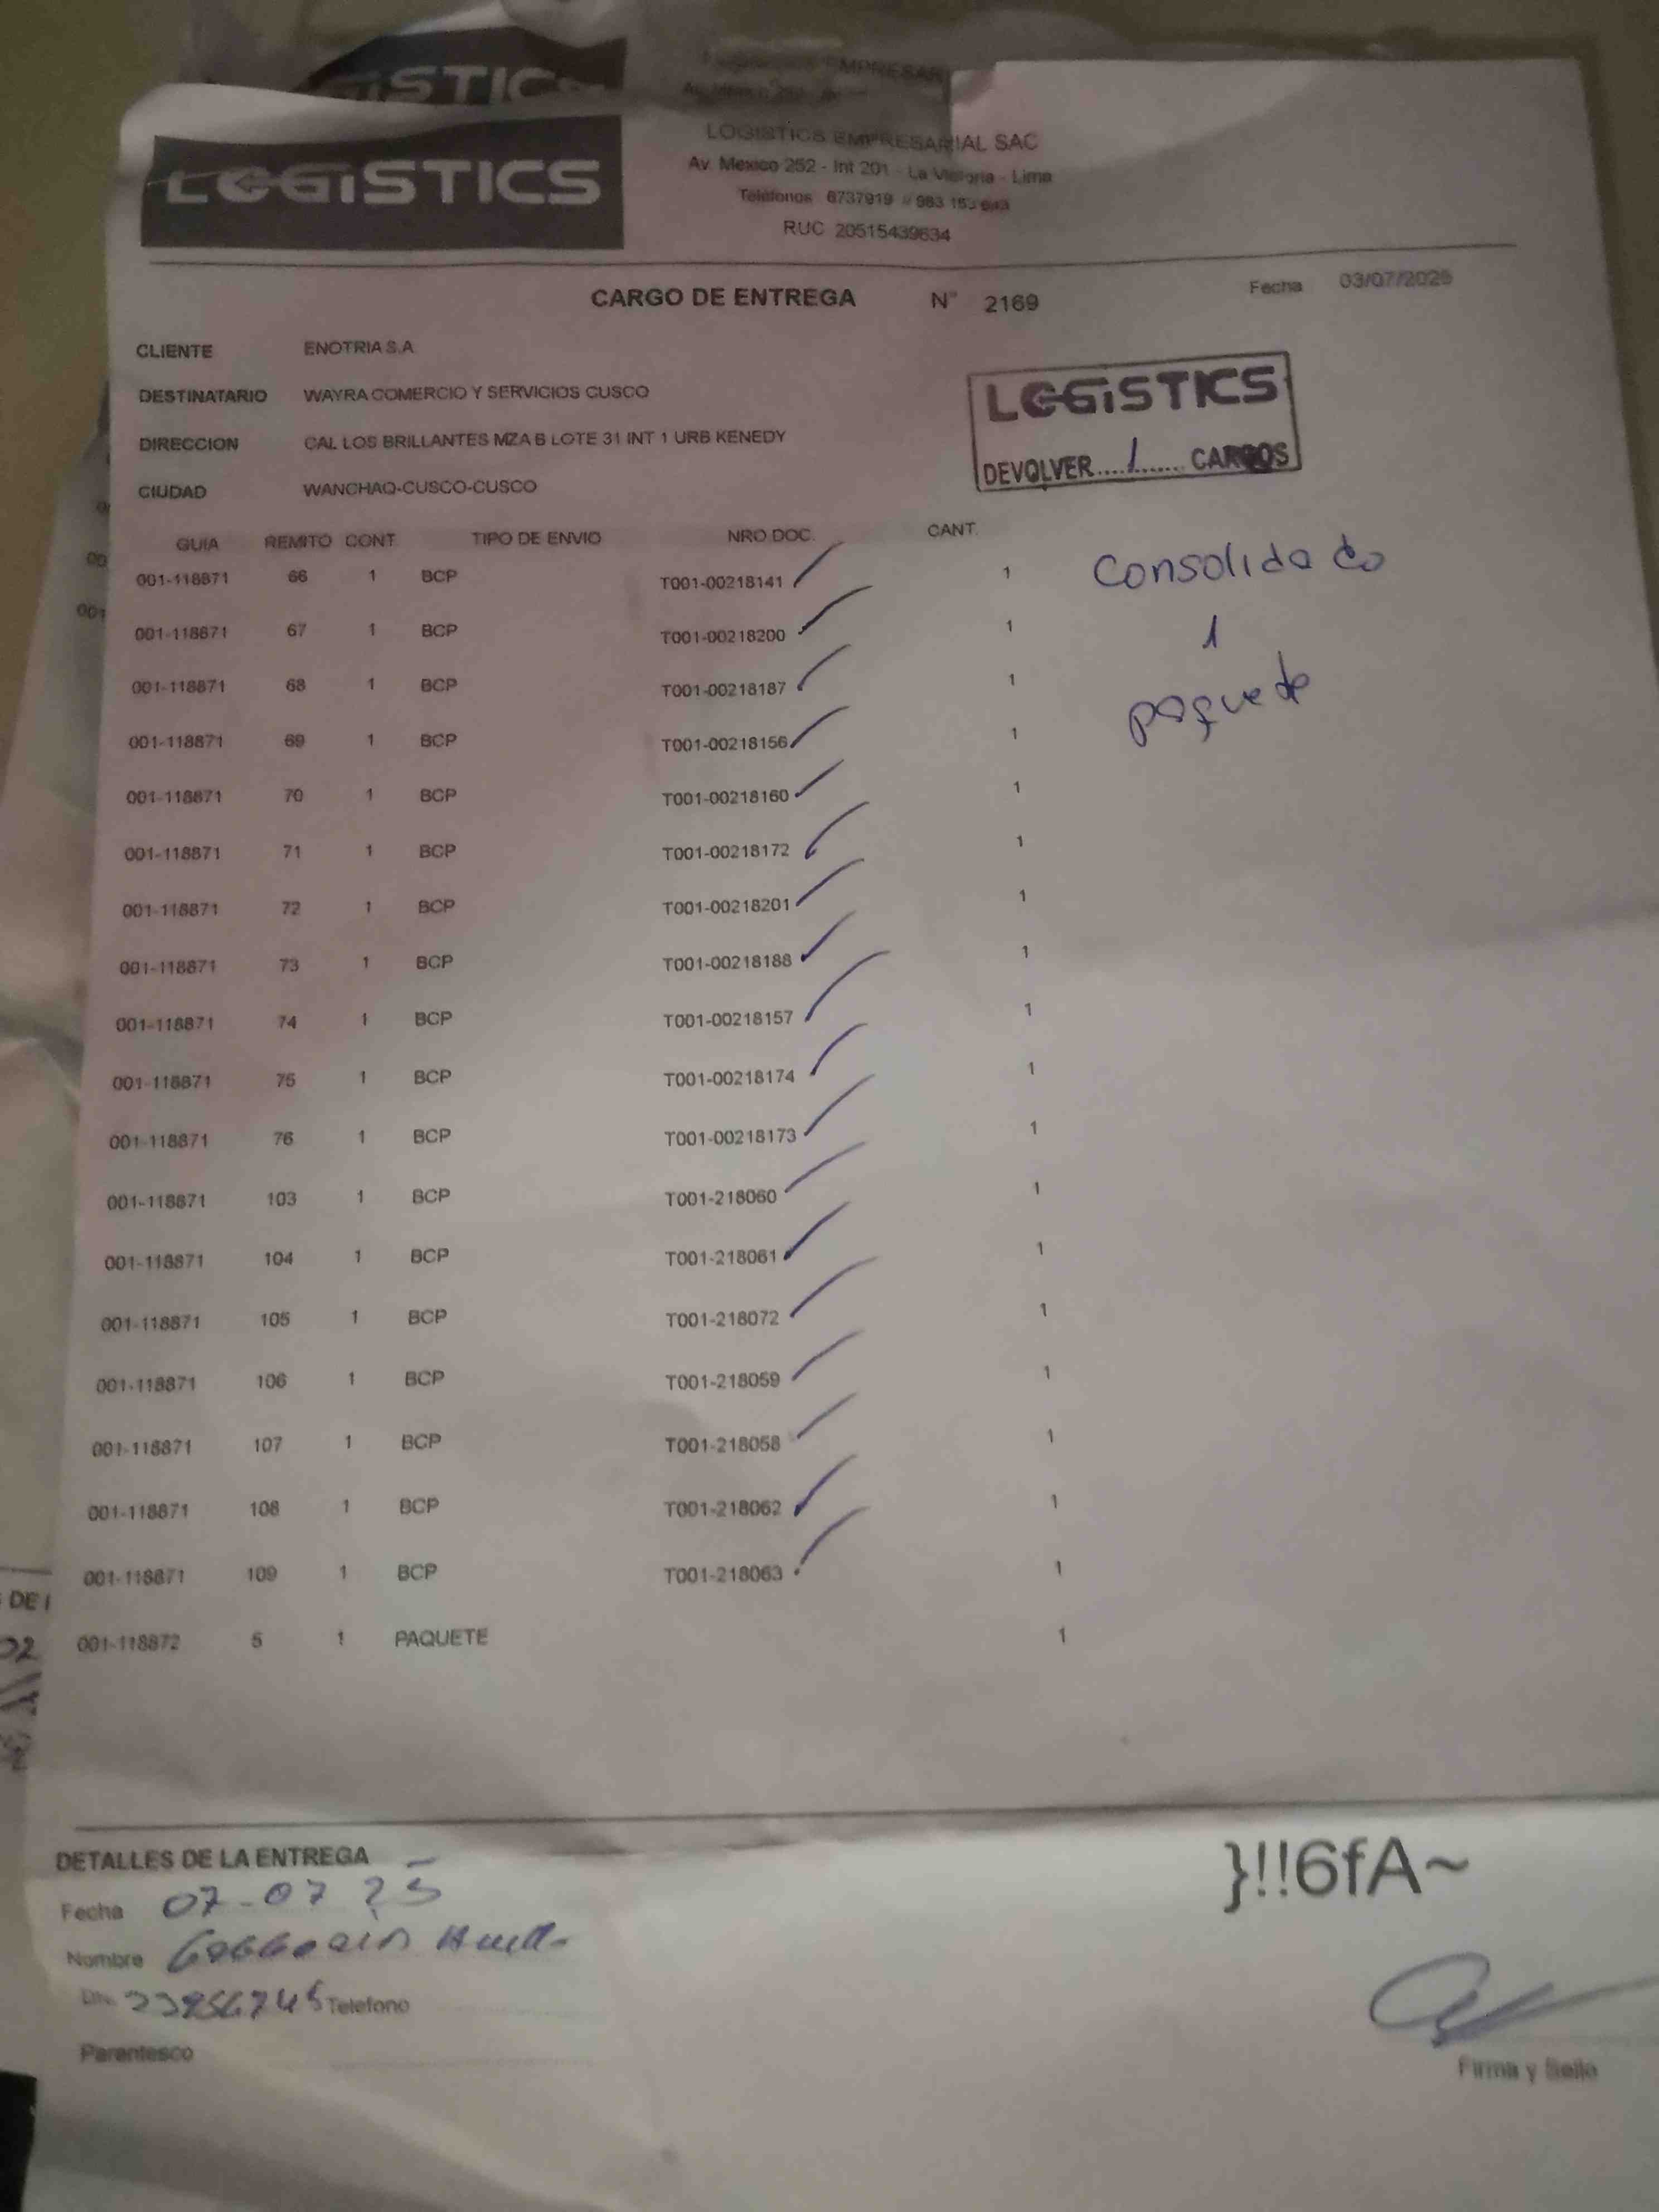 LOGISTICS
LOGISTICS EMPRESARIAL SAC
Av. Mexico 252 - Int 201 - La Victoria - Lima
Teléfonos 6737919 // 983 153 643
RUC 20515439634
CARGO DE ENTREGA N° 2169
Fecha 03/07/2025
CLIENTE ENOTRIA S.A
DESTINATARIO WAYRA COMERCIO Y SERVICIOS CUSCO
DIRECCION CAL LOS BRILLANTES MZA B LOTE 31 INT 1 URB KENEDY
CIUDAD WANCHAQ-CUSCO-CUSCO
LOGISTICS
DEVOLVER....1...... CARGOS
GUIA REMITO CONT TIPO DE ENVIO NRO.DOC. CANT.
001-118871 66 1 BCP T001-00218141 1
001-118871 67 1 BCP T001-00218200 1
001-118871 68 1 BCP T001-00218187 1
001-118871 69 1 BCP T001-00218156 1
001-118871 70 1 BCP T001-00218160 1
001-118871 71 1 BCP T001-00218172 1
001-118871 72 1 BCP T001-00218201 1
001-118871 73 1 BCP T001-00218188 1
001-118871 74 1 BCP T001-00218157 1
001-118871 75 1 BCP T001-00218174 1
001-118871 76 1 BCP T001-00218173 1
001-118871 103 1 BCP T001-218060 1
001-118871 104 1 BCP T001-218061 1
001-118871 105 1 BCP T001-218072 1
001-118871 106 1 BCP T001-218059 1
001-118871 107 1 BCP T001-218058 1
001-118871 108 1 BCP T001-218062 1
001-118871 109 1 BCP T001-218063 1
001-118872 5 1 PAQUETE 1
Consolidado
1
paquete
DETALLES DE LA ENTREGA
Fecha 07-07 25
Nombre
Telefono
Parentesco
}!!6fA~
Firma y Sello